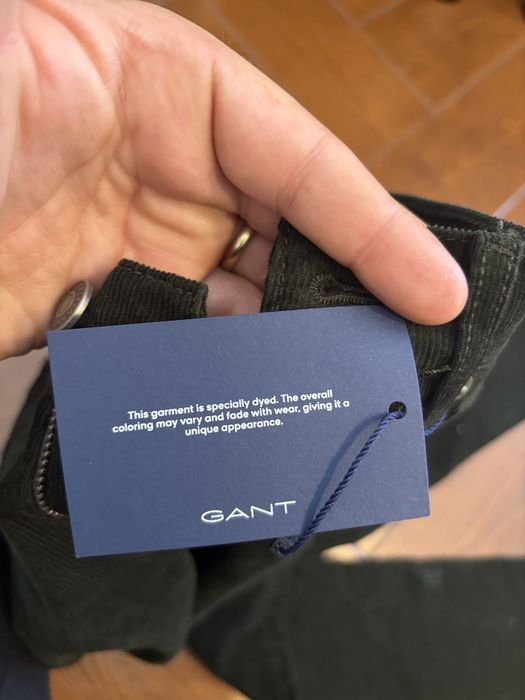 This garment is specially dyed. The overall
coloring may vary and fade with wear, giving it a
unique appearance.
GANT